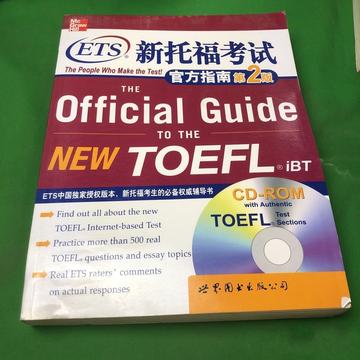 Mc
Graw
Hill
ETS®
新托福考试
The People Who Make the Test!
官方指南 第2版
THE
Official Guide
TO THE
NEW TOEFL® iBT
ETS中国独家授权版本、新托福考生的必备权威辅导书
CD-ROM
with Authentic
TOEFL® Test
Sections
Find out all about the new
TOEFL® Internet-based Test
Practice more than 500 real
TOEFL® questions and essay topics
Real ETS raters' comments
on actual responses
世界图书出版公司